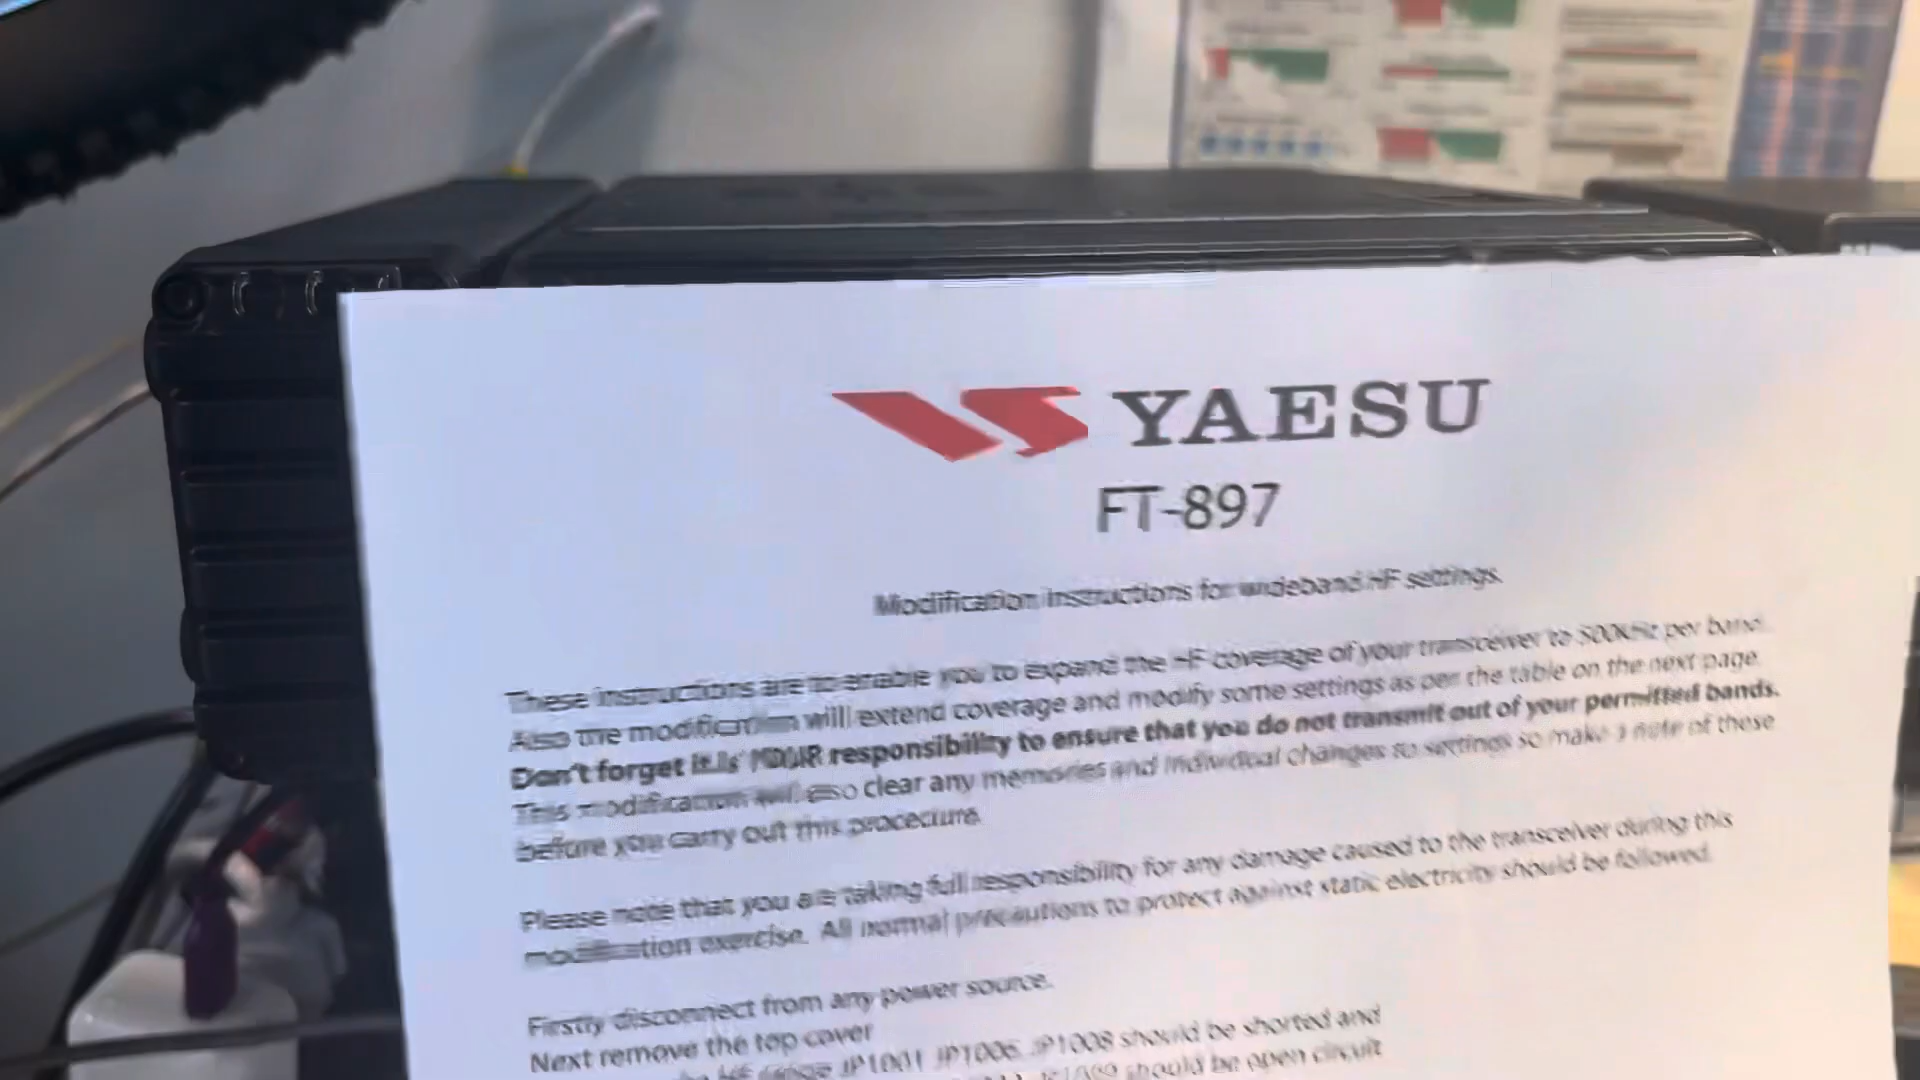 YAESU
FT-897
Modification instructions for wideband HF settings.
These instructions are to enable you to expand the HF coverage of your transceiver to 500kHz per band.
Also the modification will extend coverage and modify some settings as per the table on the next page.
Don't forget it is YOUR responsibility to ensure that you do not transmit out of your permitted bands.
This modification will also clear any memories and individual changes to settings so make a note of these
before you carry out this procedure.
Please note that you are taking full responsibility for any damage caused to the transceiver during this
modification exercise. All normal precautions to protect against static electricity should be followed.
Firstly disconnect from any power source.
Next remove the top cover
range JP1001 JP1006 JP1008 should be shorted and
should be open circuit